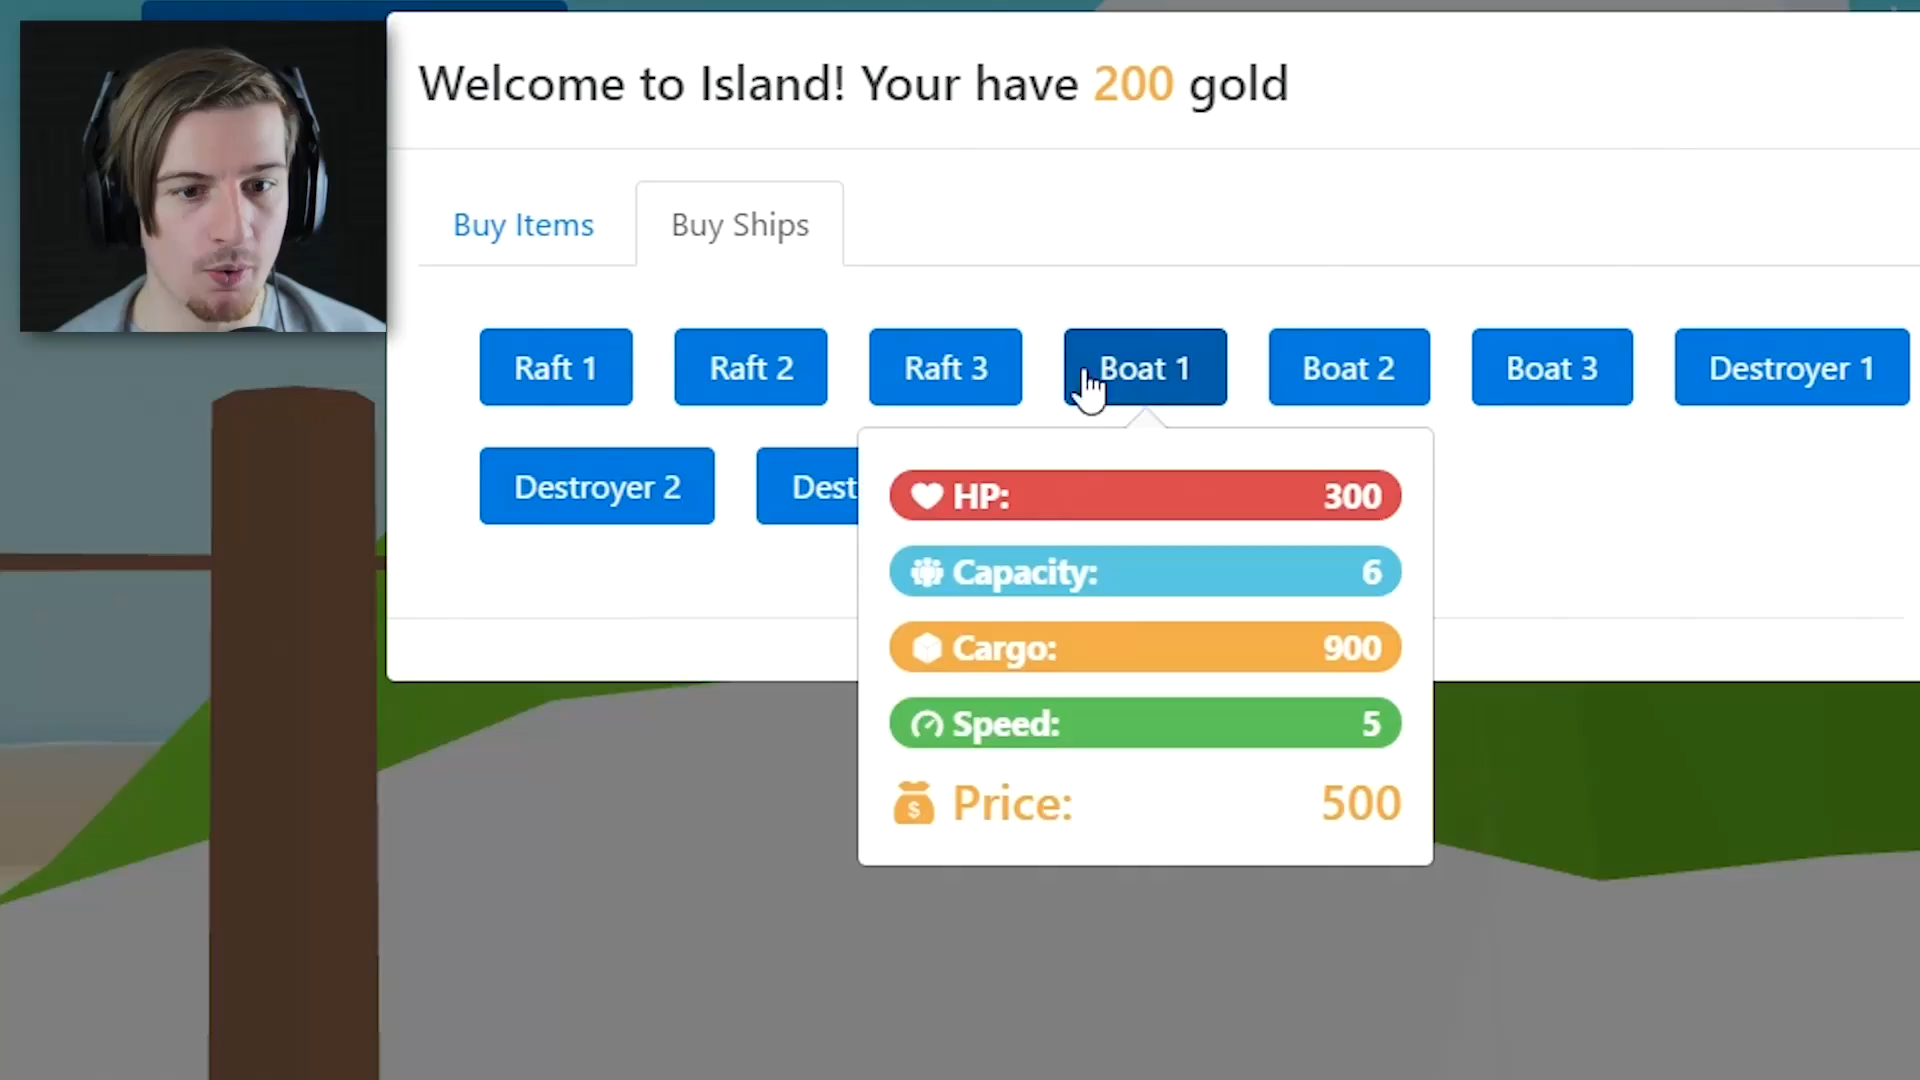 Welcome to Island! Your have 200 gold
Buy Items
Buy Ships
Raft 1
Raft 2
Raft 3
Boat 1
Boat 2
Boat 3
Destroyer 1
Destroyer 2
Dest
HP: 300
Capacity: 6
Cargo: 900
Speed: 5
$ Price: 500